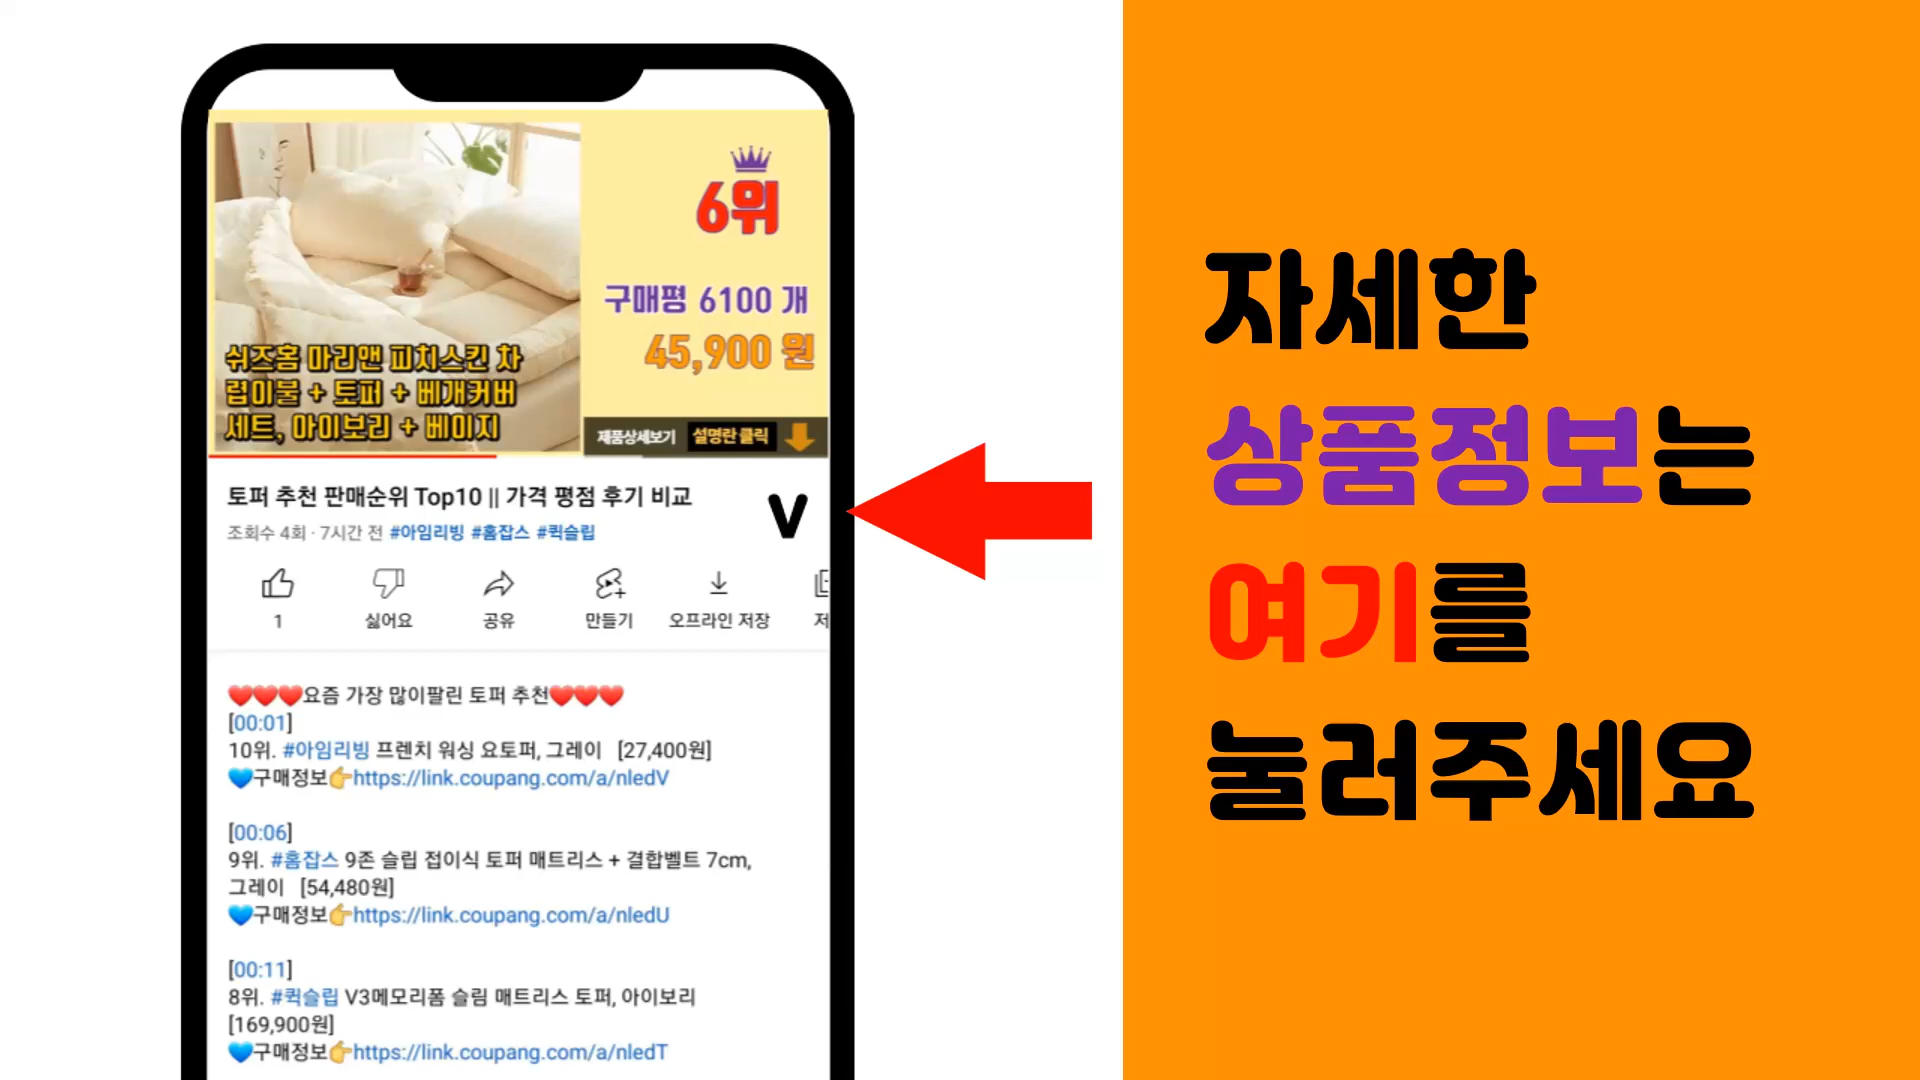 6위
구매평 6100 개
45,900 원
쉬즈홈 마리앤 피치스킨 차
렵이불 + 토퍼 + 베개커버
세트, 아이보리 + 베이지
제품상세보기 설명란 클릭
토퍼 추천 판매순위 Top10 || 가격 평점 후기 비교
V
조회수 4회 · 7시간 전 #아임리빙 #홈잡스 #퀵슬립
1 싫어요 공유 만들기 오프라인 저장 저
❤️❤️❤️요즘 가장 많이팔린 토퍼 추천❤️❤️❤️
[00:01]
10위. #아임리빙 프렌치 워싱 요토퍼, 그레이 [27,400원]
💙구매정보👉https://link.coupang.com/a/nledV
[00:06]
9위. #홈잡스 9존 슬립 접이식 토퍼 매트리스 + 결합벨트 7cm,
그레이 [54,480원]
💙구매정보👉https://link.coupang.com/a/nledU
[00:11]
8위. #퀵슬립 V3메모리폼 슬림 매트리스 토퍼, 아이보리
[169,900원]
💙구매정보👉https://link.coupang.com/a/nledT
자세한
상품정보는
여기를
눌러주세요